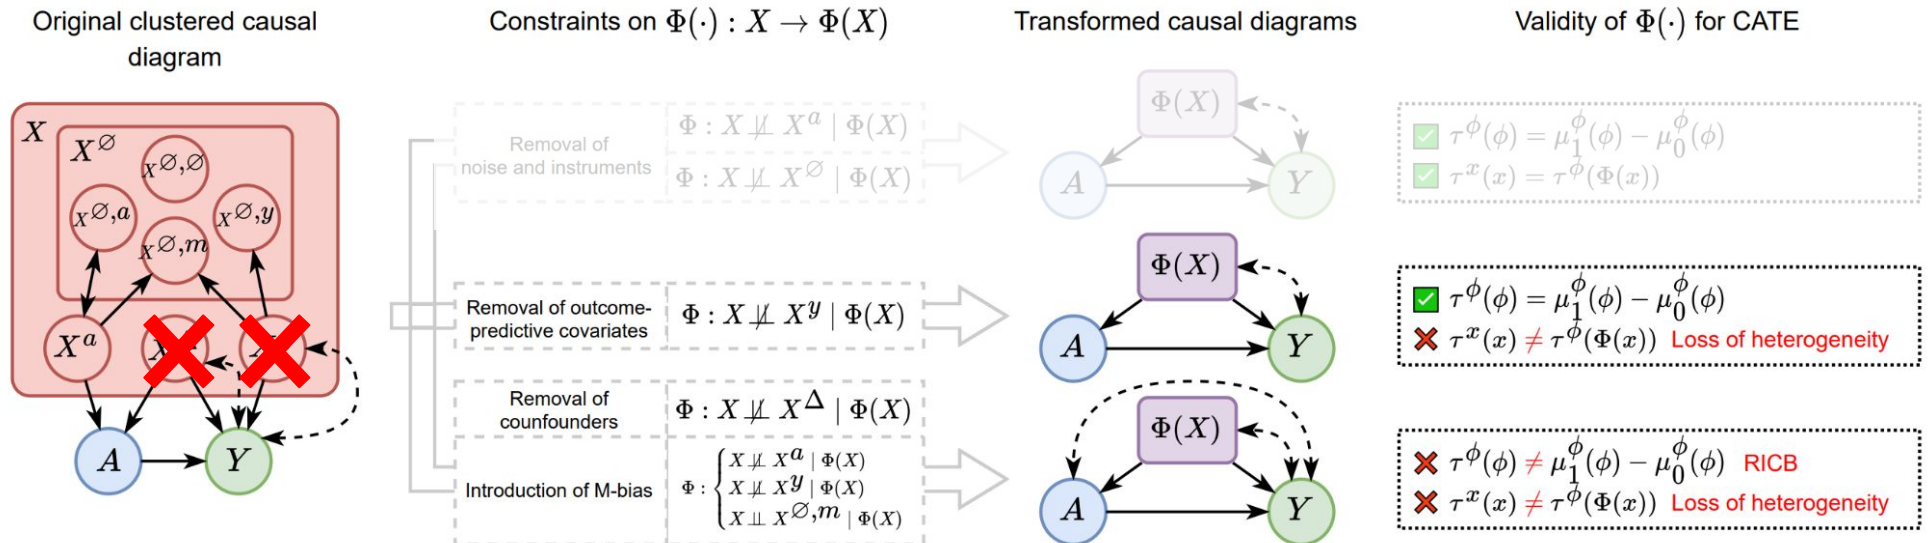 Original clustered causal
diagram
Constraints on Φ(·) : X → Φ(X)
Transformed causal diagrams
Validity of Φ(·) for CATE
X
X^∅
X^{∅,∅}
X^{∅,a}
X^{∅,y}
X^{∅,m}
X^a
A
Y
Removal of
noise and instruments
Φ : X ⊥̸⊥ X^a | Φ(X)
Φ : X ⊥̸⊥ X^∅ | Φ(X)
Φ(X)
A
Y
τ^ϕ(ϕ) = μ_1^ϕ(ϕ) − μ_0^ϕ(ϕ)
τ^x(x) = τ^ϕ(Φ(x))
Removal of outcome-
predictive covariates
Φ : X ⊥̸⊥ X^y | Φ(X)
Φ(X)
A
Y
τ^ϕ(ϕ) = μ_1^ϕ(ϕ) − μ_0^ϕ(ϕ)
τ^x(x) ≠ τ^ϕ(Φ(x)) Loss of heterogeneity
Removal of
counfounders
Φ : X ⊥̸⊥ X^Δ | Φ(X)
Introduction of M-bias
Φ : { X ⊥̸⊥ X^a | Φ(X)
X ⊥̸⊥ X^y | Φ(X)
X ⊥⊥ X^{∅,m} | Φ(X)
Φ(X)
A
Y
τ^ϕ(ϕ) ≠ μ_1^ϕ(ϕ) − μ_0^ϕ(ϕ) RICB
τ^x(x) ≠ τ^ϕ(Φ(x)) Loss of heterogeneity